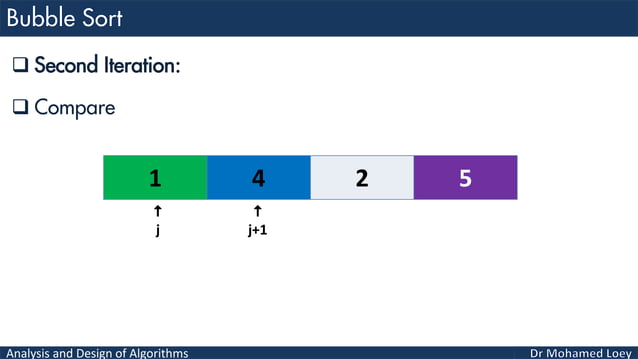 Bubble Sort
Second Iteration:
Compare
1 4 2 5
j j+1
Analysis and Design of Algorithms Dr Mohamed Loey